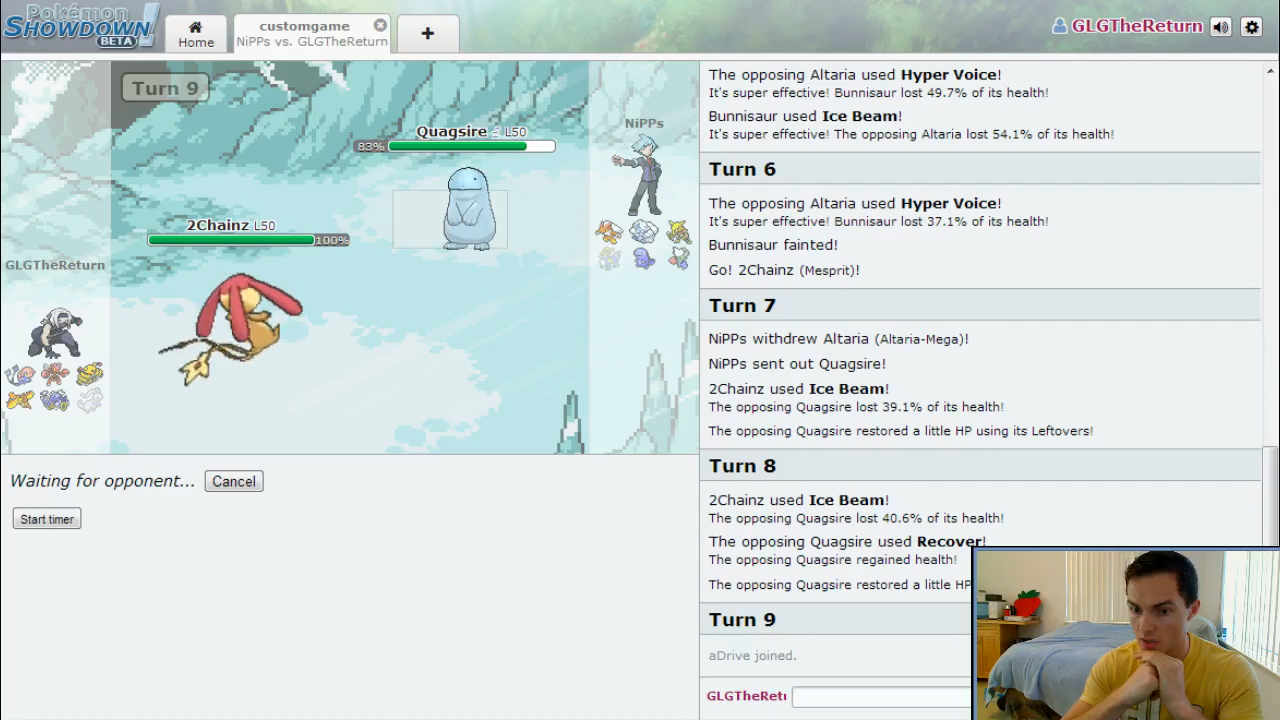 Pokémon
SHOWDOWN!
BETA
Home
customgame
NiPPs vs. GLGTheReturn
+
GLGTheReturn
Turn 9
Quagsire L50
83%
NiPPs
2Chainz L50
100%
GLGTheReturn
Waiting for opponent... Cancel
Start timer
The opposing Altaria used Hyper Voice!
It's super effective! Bunnisaur lost 49.7% of its health!
Bunnisaur used Ice Beam!
It's super effective! The opposing Altaria lost 54.1% of its health!
Turn 6
The opposing Altaria used Hyper Voice!
It's super effective! Bunnisaur lost 37.1% of its health!
Bunnisaur fainted!
Go! 2Chainz (Mesprit)!
Turn 7
NiPPs withdrew Altaria (Altaria-Mega)!
NiPPs sent out Quagsire!
2Chainz used Ice Beam!
The opposing Quagsire lost 39.1% of its health!
The opposing Quagsire restored a little HP using its Leftovers!
Turn 8
2Chainz used Ice Beam!
The opposing Quagsire lost 40.6% of its health!
The opposing Quagsire used Recover!
The opposing Quagsire regained health!
The opposing Quagsire restored a little HP
Turn 9
aDrive joined.
GLGTheRetu